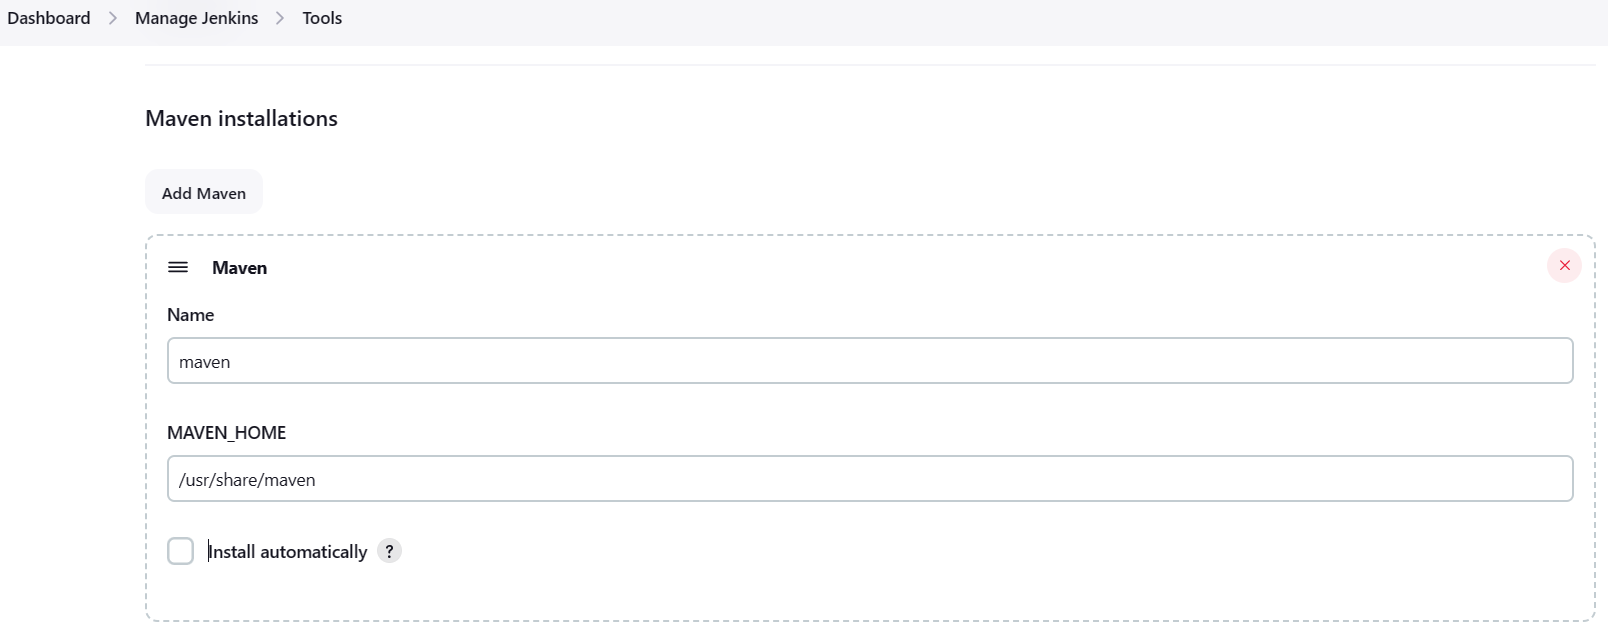 Dashboard > Manage Jenkins > Tools
Maven installations
Add Maven
Maven
Name
maven
MAVEN_HOME
/usr/share/maven
Install automatically ?